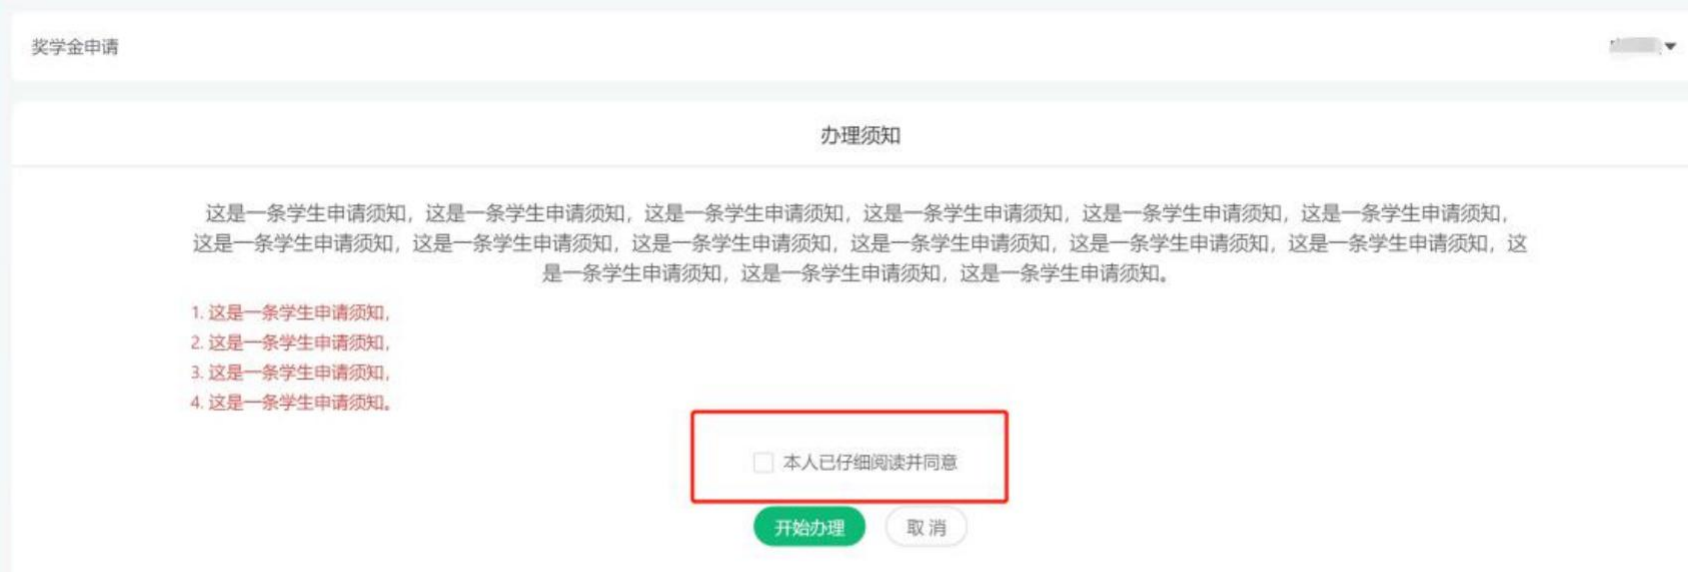 奖学金申请
办理须知
这是一条学生申请须知，这是一条学生申请须知，这是一条学生申请须知，这是一条学生申请须知，这是一条学生申请须知，这是一条学生申请须知，
这是一条学生申请须知，这是一条学生申请须知，这是一条学生申请须知，这是一条学生申请须知，这是一条学生申请须知，这是一条学生申请须知，这
是一条学生申请须知，这是一条学生申请须知，这是一条学生申请须知。
1. 这是一条学生申请须知，
2. 这是一条学生申请须知，
3. 这是一条学生申请须知，
4. 这是一条学生申请须知。
本人已仔细阅读并同意
开始办理 取 消